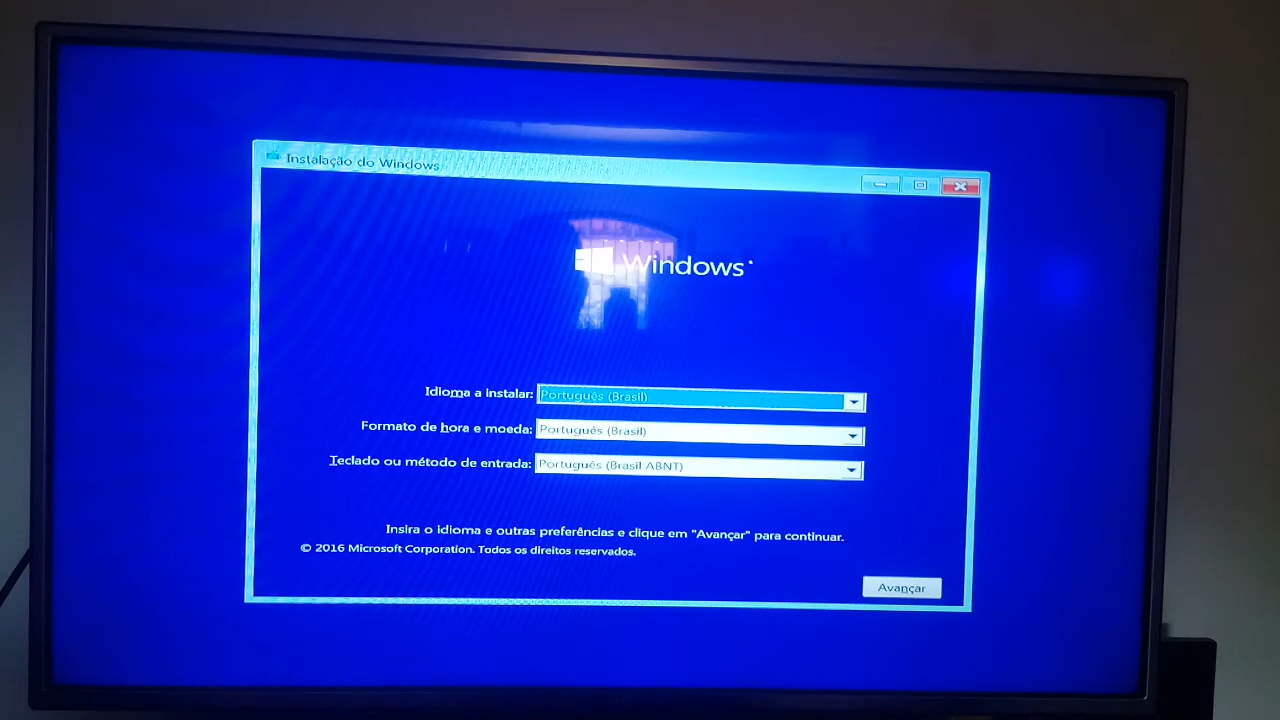 Instalação do Windows
Windows
Idioma a instalar: Português (Brasil)
Formato de hora e moeda: Português (Brasil)
Teclado ou método de entrada: Português (Brasil ABNT)
Insira o idioma e outras preferências e clique em "Avançar" para continuar.
© 2016 Microsoft Corporation. Todos os direitos reservados.
Avançar